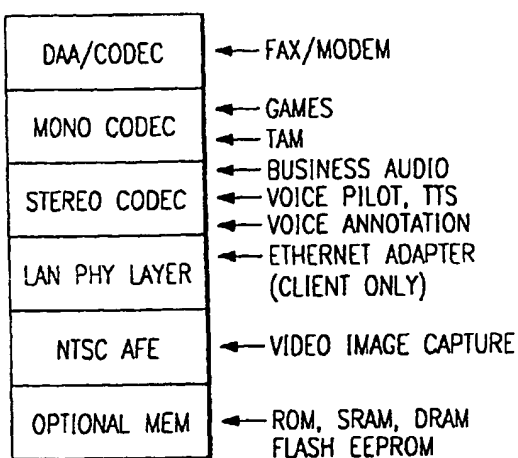 DAA/CODEC
FAX/MODEM
MONO CODEC
GAMES
TAM
STEREO CODEC
BUSINESS AUDIO
VOICE PILOT, TTS
VOICE ANNOTATION
LAN PHY LAYER
ETHERNET ADAPTER
(CLIENT ONLY)
NTSC AFE
VIDEO IMAGE CAPTURE
OPTIONAL MEM
ROM, SRAM, DRAM
FLASH EEPROM